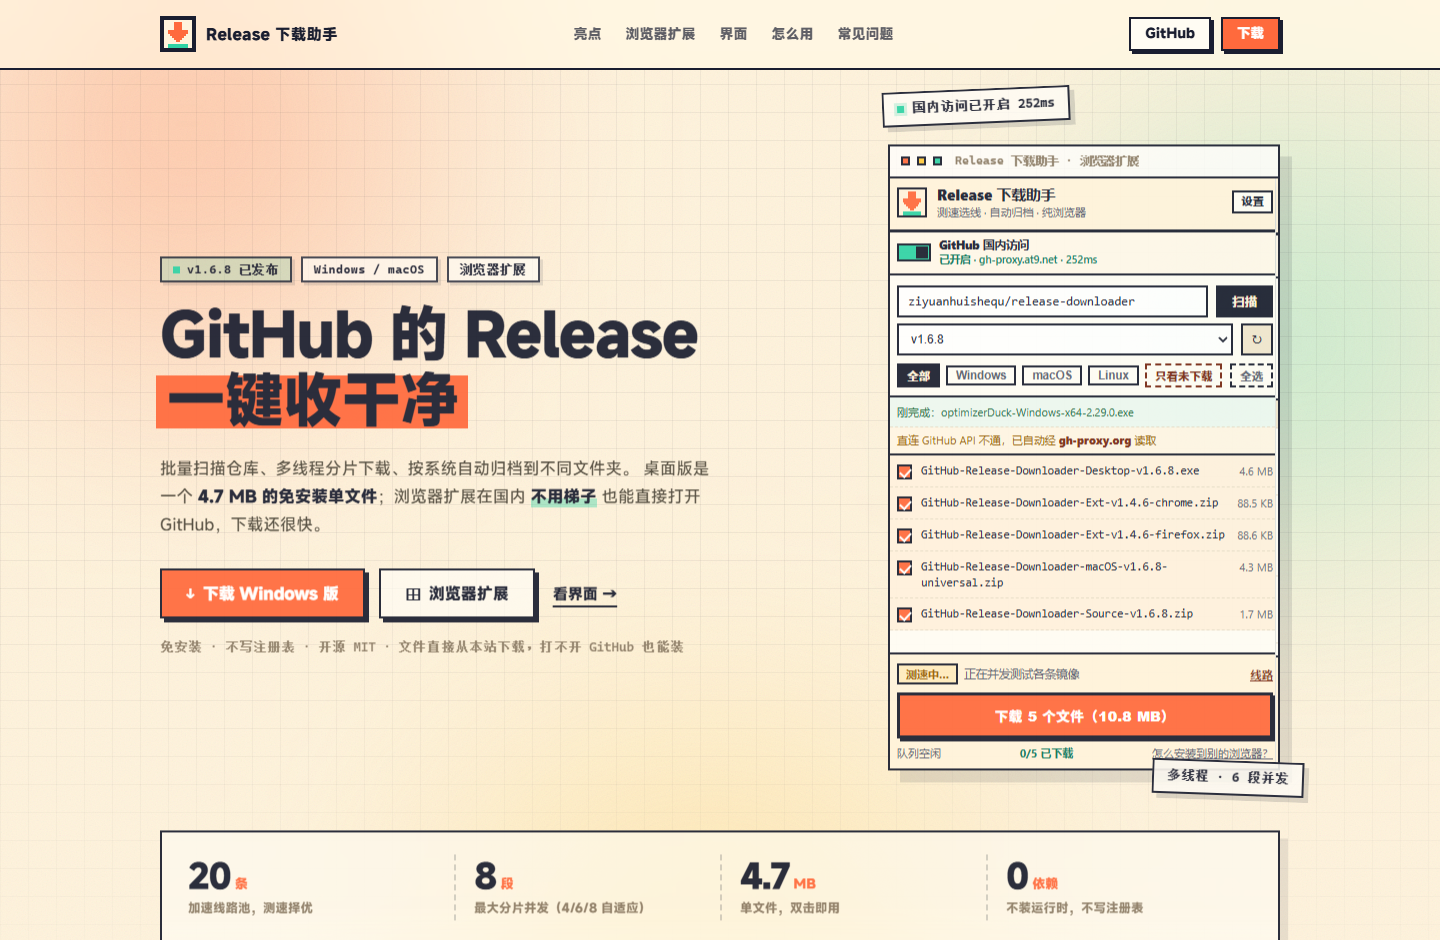 Release 下载助手
亮点 浏览器扩展 界面 怎么用 常见问题
GitHub
下载
国内访问已开启 252ms
v1.6.8 已发布
Windows / macOS
浏览器扩展
GitHub 的 Release
一键收干净
批量扫描仓库、多线程分片下载、按系统自动归档到不同文件夹。 桌面版是
一个 4.7 MB 的免安装单文件；浏览器扩展在国内 不用梯子 也能直接打开
GitHub，下载还很快。
↓ 下载 Windows 版
浏览器扩展
看界面 →
免安装 · 不写注册表 · 开源 MIT · 文件直接从本站下载，打不开 GitHub 也能装
Release 下载助手 · 浏览器扩展
Release 下载助手
测速选线 · 自动归档 · 纯浏览器
设置
GitHub 国内访问
已开启 · gh-proxy.at9.net · 252ms
ziyuanhuishequ/release-downloader
扫描
v1.6.8
↻
全部 Windows macOS Linux 只看未下载 全选
刚完成：optimizerDuck-Windows-x64-2.29.0.exe
直连 GitHub API 不通，已自动经 gh-proxy.org 读取
GitHub-Release-Downloader-Desktop-v1.6.8.exe 4.6 MB
GitHub-Release-Downloader-Ext-v1.4.6-chrome.zip 88.5 KB
GitHub-Release-Downloader-Ext-v1.4.6-firefox.zip 88.6 KB
GitHub-Release-Downloader-macOS-v1.6.8- 4.3 MB
universal.zip
GitHub-Release-Downloader-Source-v1.6.8.zip 1.7 MB
测速中... 正在并发测试各条镜像 线路
下载 5 个文件（10.8 MB）
队列空闲 0/5 已下载 怎么安装到别的浏览器？
多线程 · 6 段并发
20 条
加速线路池，测速择优
8 段
最大分片并发（4/6/8 自适应）
4.7 MB
单文件，双击即用
0 依赖
不装运行时，不写注册表